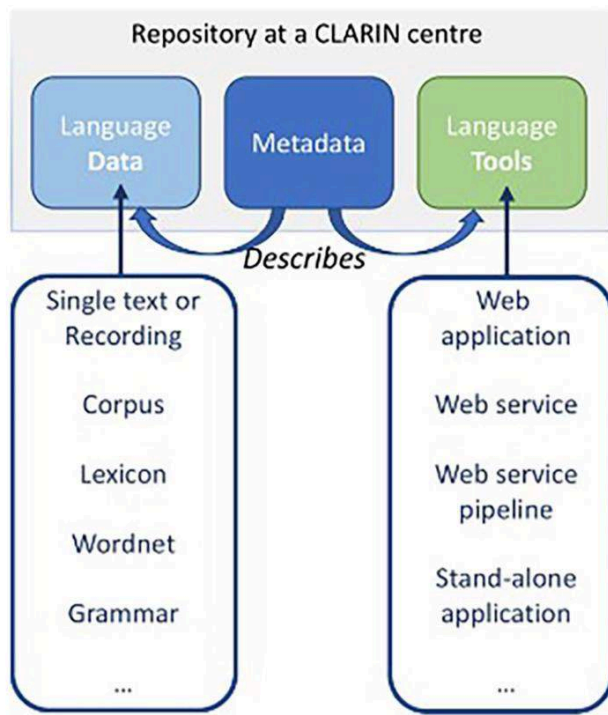 Repository at a CLARIN centre
Language
Data
Metadata
Language
Tools
Describes
Single text or
Recording
Corpus
Lexicon
Wordnet
Grammar
...
Web
application
Web service
Web service
pipeline
Stand-alone
application
...